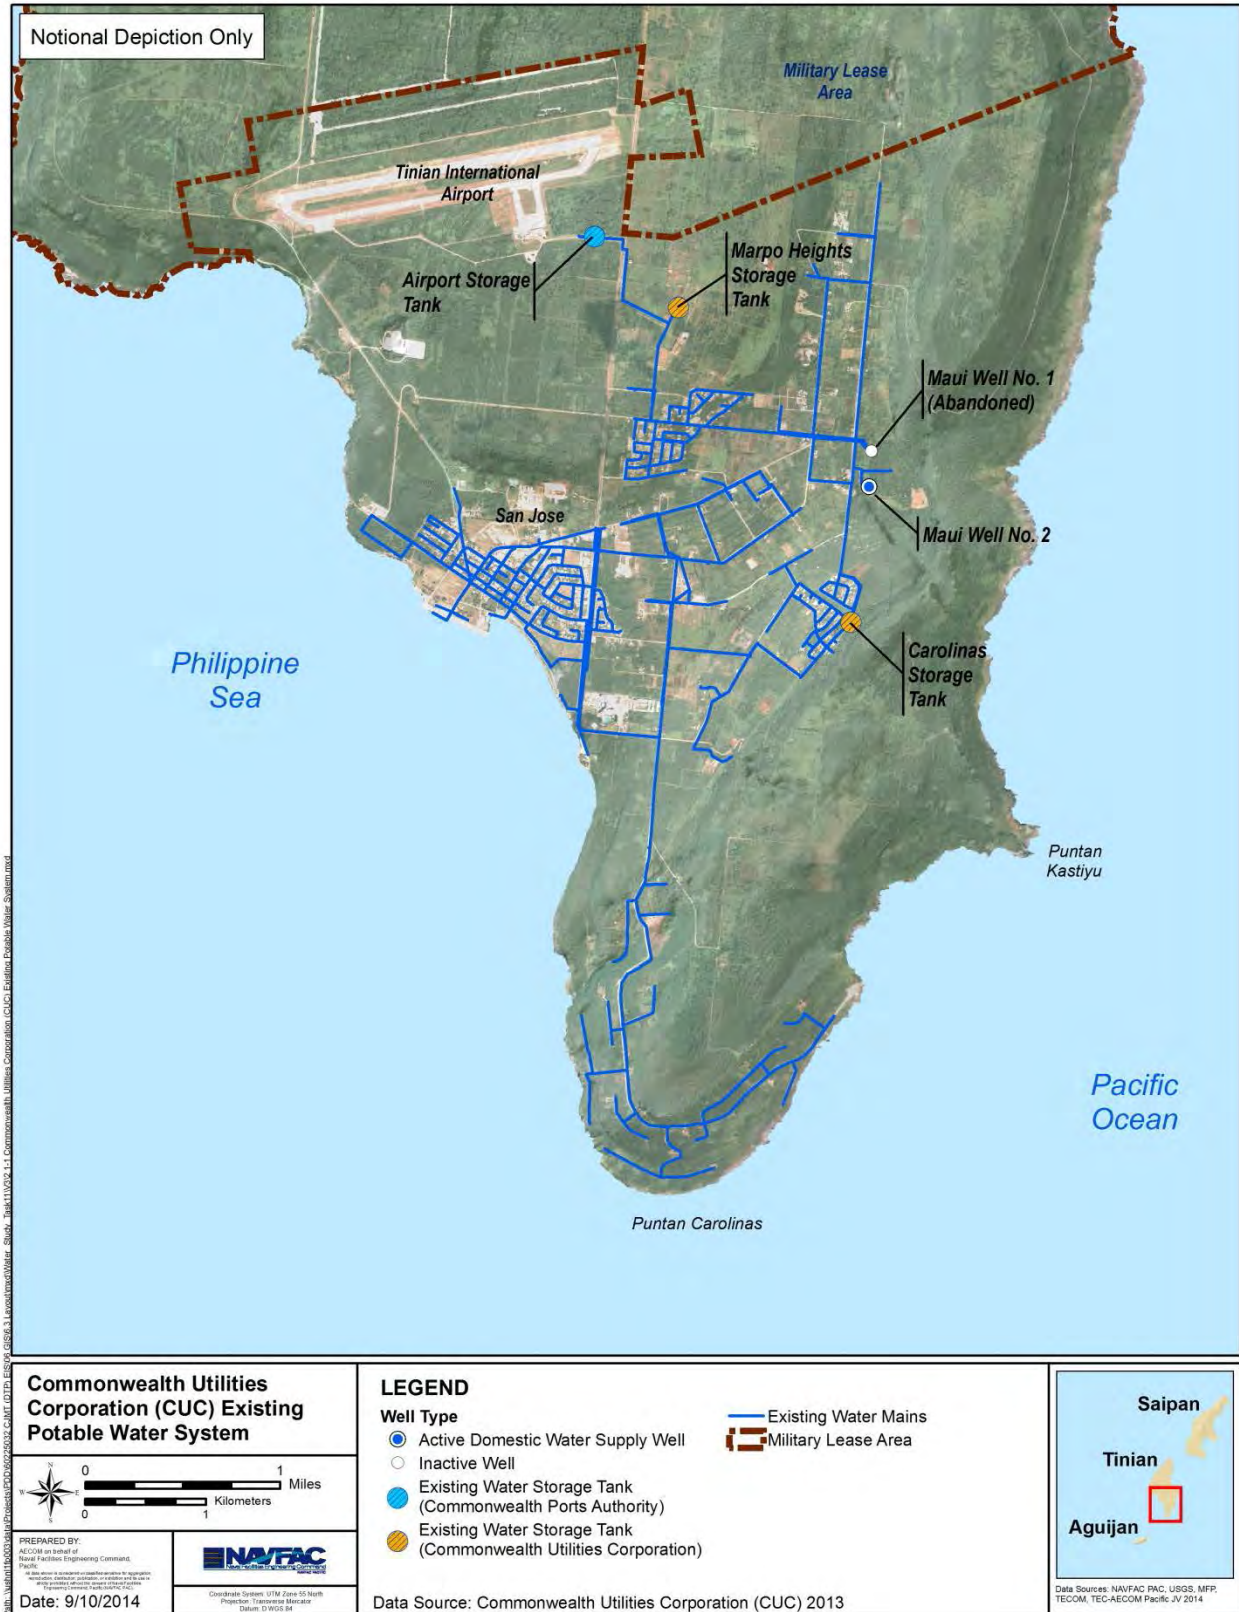 Notional Depiction Only
Military Lease
Area
Tinian International
Airport
Airport Storage
Tank
Marpo Heights
Storage
Tank
Maui Well No. 1
(Abandoned)
San Jose
Maui Well No. 2
Philippine
Sea
Carolinas
Storage
Tank
Puntan
Kastiyu
Pacific
Ocean
Puntan Carolinas
Commonwealth Utilities
Corporation (CUC) Existing
Potable Water System
N
W E
S
0 1
Miles
Kilometers
0 1
PREPARED BY:
AECOM on behalf of
Naval Facilities Engineering Command,
Pacific
Date: 9/10/2014
NAVFAC
Naval Facilities Engineering Command
NAVFAC PACIFIC
Coordinate System: UTM Zone 55 North
Projection: Transverse Mercator
Datum: D WGS 84
LEGEND
Well Type
Active Domestic Water Supply Well
Inactive Well
Existing Water Storage Tank
(Commonwealth Ports Authority)
Existing Water Storage Tank
(Commonwealth Utilities Corporation)
Existing Water Mains
Military Lease Area
Data Source: Commonwealth Utilities Corporation (CUC) 2013
Saipan
Tinian
Aguijan
Data Sources: NAVFAC PAC, USGS, MFP,
TECOM, TEC-AECOM Pacific JV 2014